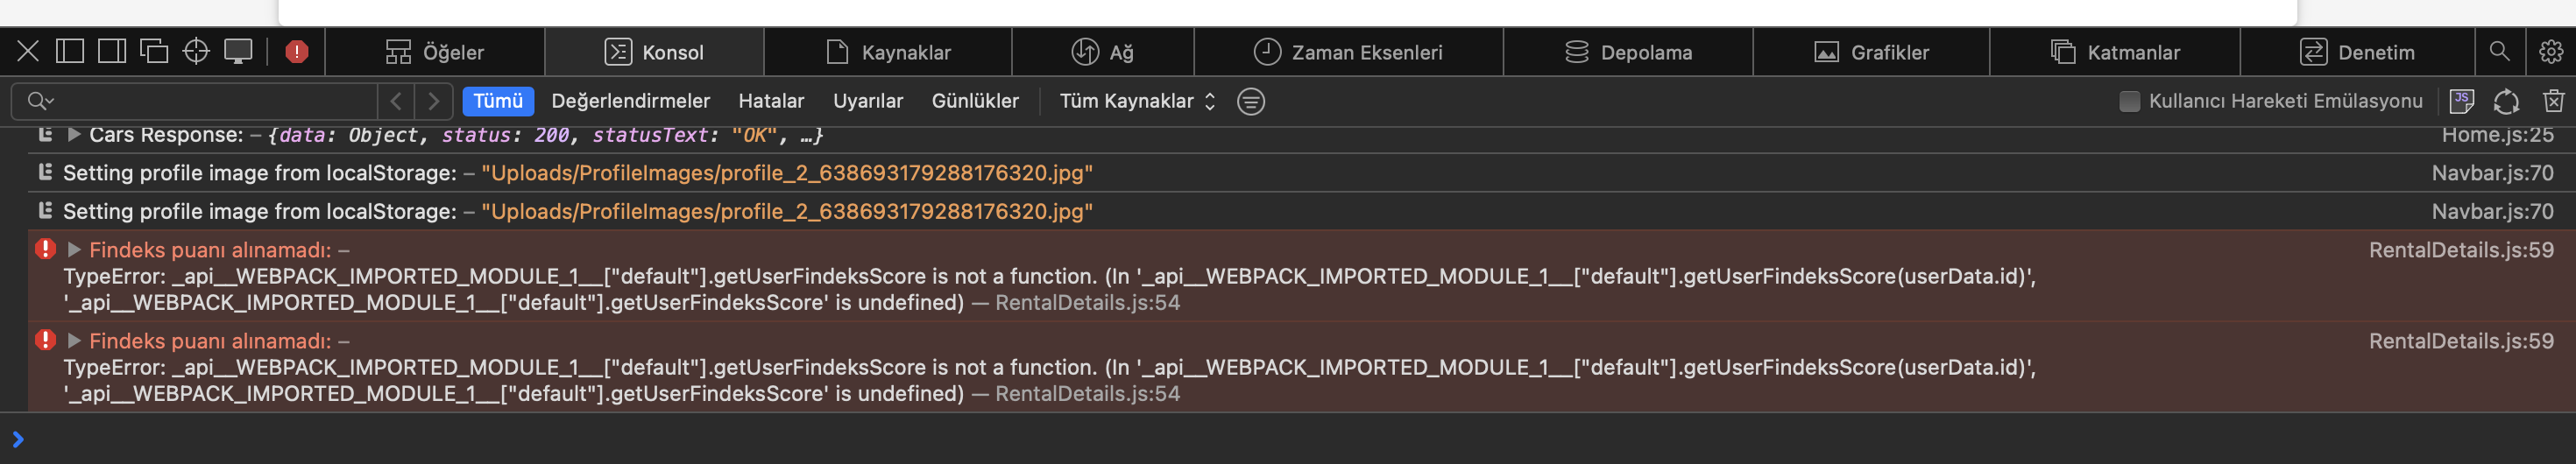 Öğeler Konsol Kaynaklar Ağ Zaman Eksenleri Depolama Grafikler Katmanlar Denetim
Tümü Değerlendirmeler Hatalar Uyarılar Günlükler Tüm Kaynaklar Kullanıcı Hareketi Emülasyonu
Cars Response: – {data: Object, status: 200, statusText: "OK", …} Home.js:25
Setting profile image from localStorage: – "Uploads/ProfileImages/profile_2_638693179288176320.jpg" Navbar.js:70
Setting profile image from localStorage: – "Uploads/ProfileImages/profile_2_638693179288176320.jpg" Navbar.js:70
Findeks puanı alınamadı: – RentalDetails.js:59
TypeError: _api__WEBPACK_IMPORTED_MODULE_1__["default"].getUserFindeksScore is not a function. (In '_api__WEBPACK_IMPORTED_MODULE_1__["default"].getUserFindeksScore(userData.id)',
'_api__WEBPACK_IMPORTED_MODULE_1__["default"].getUserFindeksScore' is undefined) — RentalDetails.js:54
Findeks puanı alınamadı: – RentalDetails.js:59
TypeError: _api__WEBPACK_IMPORTED_MODULE_1__["default"].getUserFindeksScore is not a function. (In '_api__WEBPACK_IMPORTED_MODULE_1__["default"].getUserFindeksScore(userData.id)',
'_api__WEBPACK_IMPORTED_MODULE_1__["default"].getUserFindeksScore' is undefined) — RentalDetails.js:54